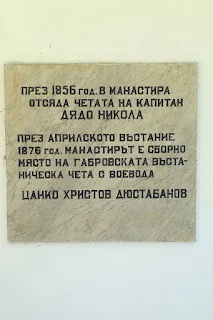 ПРЕЗ 1856 год. В МАНАСТИРА
ОТСЯДА ЧЕТАТА НА КАПИТАН
ДЯДО НИКОЛА
ПРЕЗ АПРИЛСКОТО ВЪСТАНИЕ
1876 год. МАНАСТИРЪТ Е СБОРНО
МЯСТО НА ГАБРОВСКАТА ВЪСТА-
НИЧЕСКА ЧЕТА С ВОЕВОДА
ЦАНКО ХРИСТОВ ДЮСТАБАНОВ